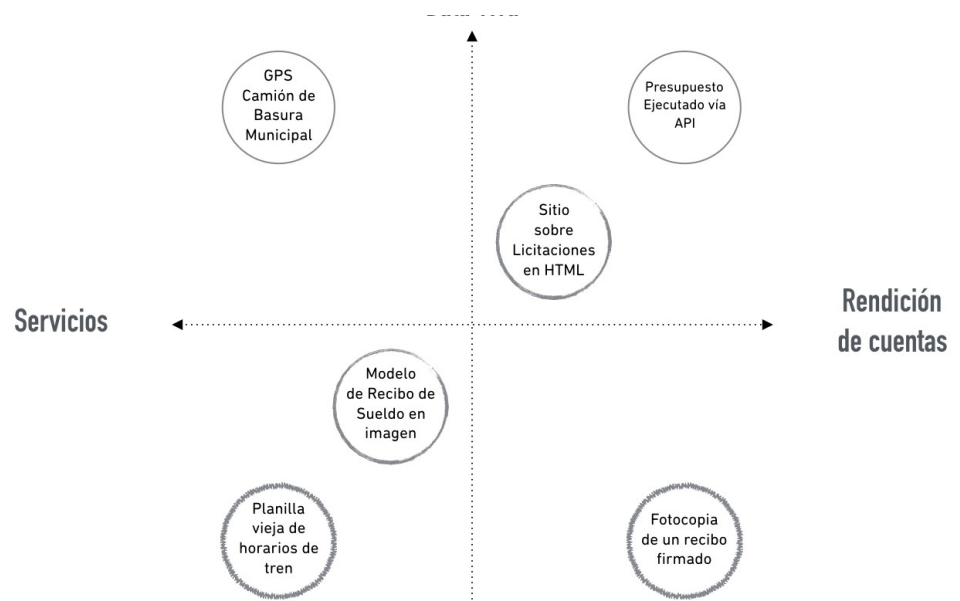 GPS
Camión de
Basura
Municipal
Presupuesto
Ejecutado vía
API
Sitio
sobre
Licitaciones
en HTML
Servicios
Rendición
de cuentas
Modelo
de Recibo de
Sueldo en
imagen
Planilla
vieja de
horarios de
tren
Fotocopia
de un recibo
firmado